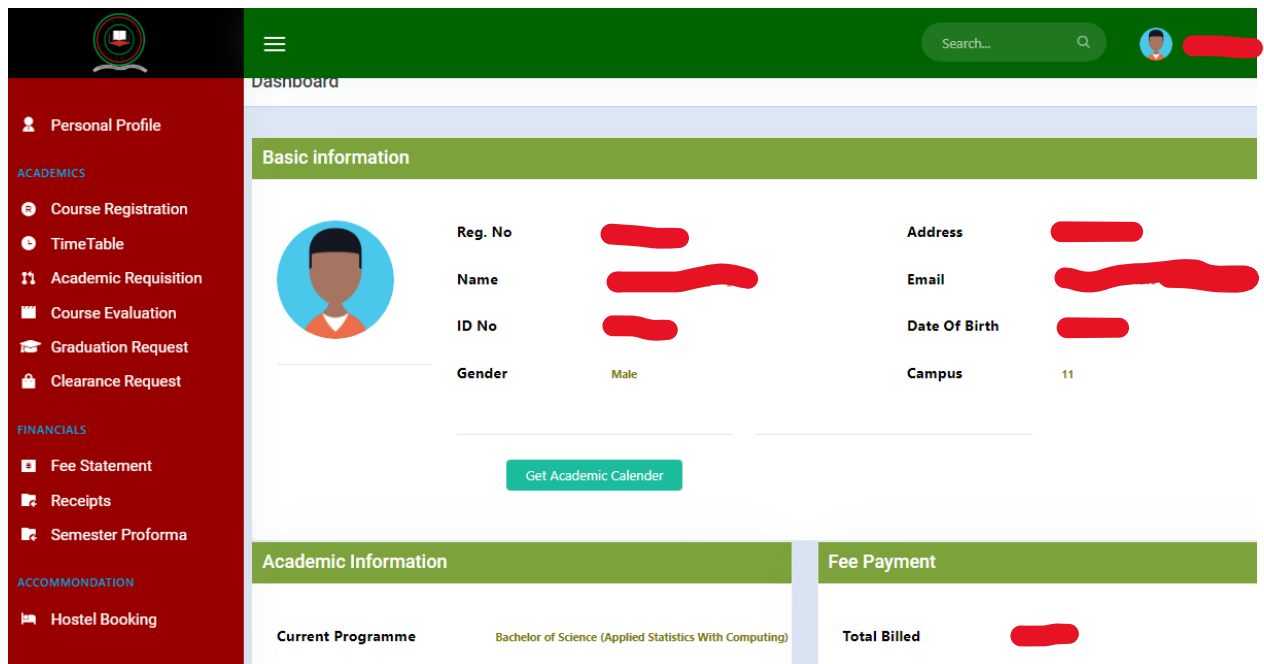 Search...
Dashboard
Personal Profile
ACADEMICS
Course Registration
TimeTable
Academic Requisition
Course Evaluation
Graduation Request
Clearance Request
FINANCIALS
Fee Statement
Receipts
Semester Proforma
ACCOMMONDATION
Hostel Booking
Basic information
Reg. No
Name
ID No
Gender Male
Address
Email
Date Of Birth
Campus 11
Get Academic Calender
Academic Information
Current Programme Bachelor of Science (Applied Statistics With Computing)
Fee Payment
Total Billed